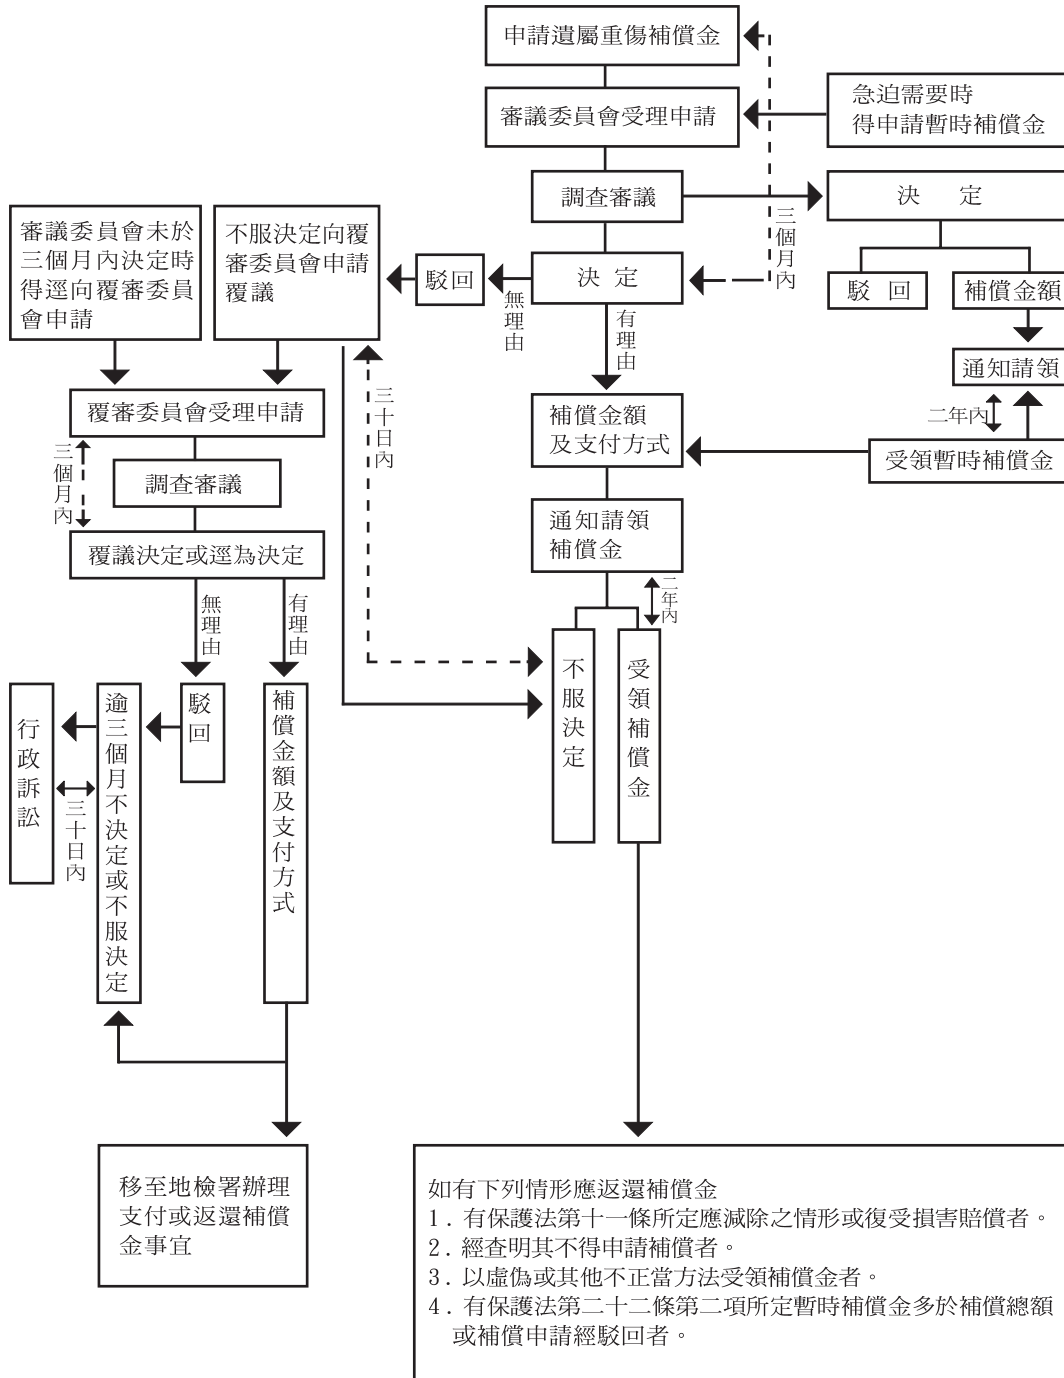 申請遺屬重傷補償金
審議委員會受理申請
急迫需要時
得申請暫時補償金
調查審議
決 定
三個月內
審議委員會未於
三個月內決定時
得逕向覆審委員
會申請
不服決定向覆
審委員會申請
覆議
駁回
無理由
決 定
有理由
駁 回
補償金額
通知請領
二年內
受領暫時補償金
覆審委員會受理申請
三十日內
補償金額
及支付方式
三個月內
調查審議
通知請領
補償金
覆議決定或逕為決定
二年內
無理由
有理由
不服決定
受領補償金
行政訴訟
三十日內
逾三個月不決定或不服決定
駁回
補償金額及支付方式
移至地檢署辦理
支付或返還補償
金事宜
如有下列情形應返還補償金
1. 有保護法第十一條所定應減除之情形或復受損害賠償者。
2. 經查明其不得申請補償者。
3. 以虛偽或其他不正當方法受領補償金者。
4. 有保護法第二十二條第二項所定暫時補償金多於補償總額
或補償申請經駁回者。